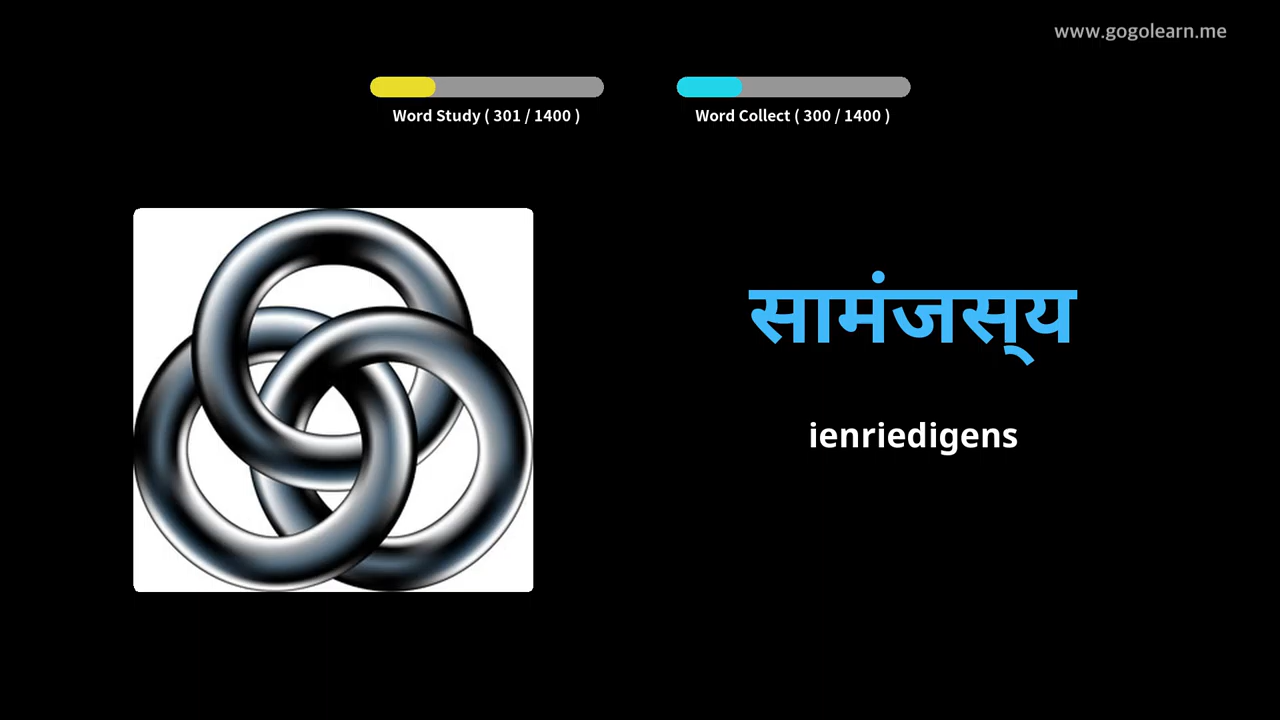 www.gogolearn.me
Word Study ( 301 / 1400 )
Word Collect ( 300 / 1400 )
सामंजस्‌य
ienriedigens